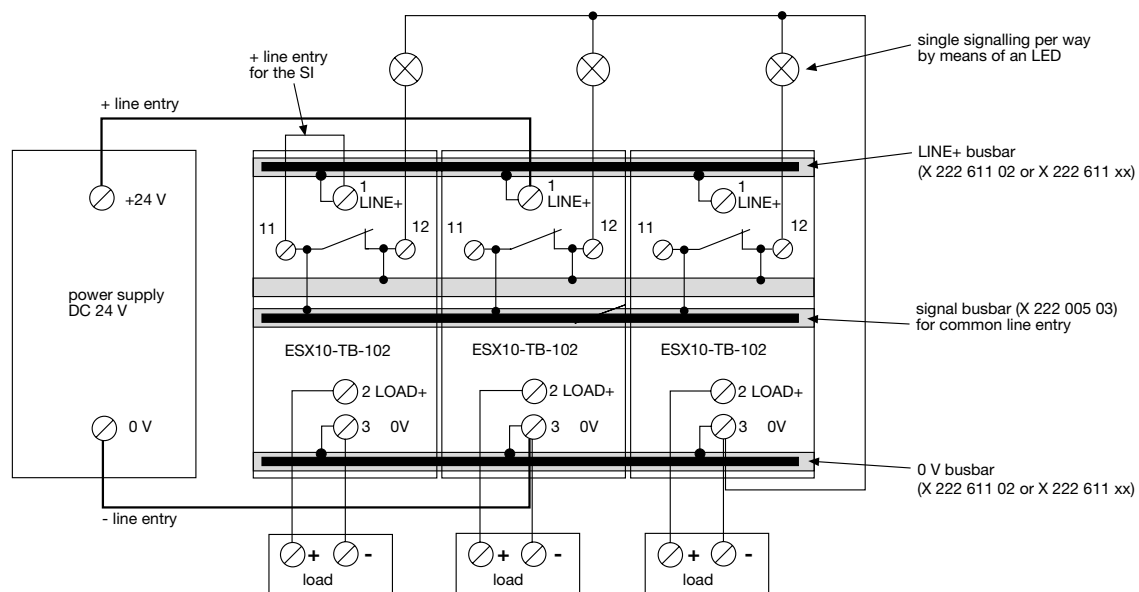 single signalling per way
by means of an LED
+ line entry
for the SI
+ line entry
LINE+ busbar
(X 222 611 02 or X 222 611 xx)
1
LINE+
1
LINE+
1
LINE+
+24 V
11
12
11
12
11
12
power supply
DC 24 V
signal busbar (X 222 005 03)
for common line entry
ESX10-TB-102
ESX10-TB-102
ESX10-TB-102
2 LOAD+
2 LOAD+
2 LOAD+
0 V
3 0V
3 0V
3 0V
0 V busbar
(X 222 611 02 or X 222 611 xx)
- line entry
+ -
load
+ -
load
+ -
load